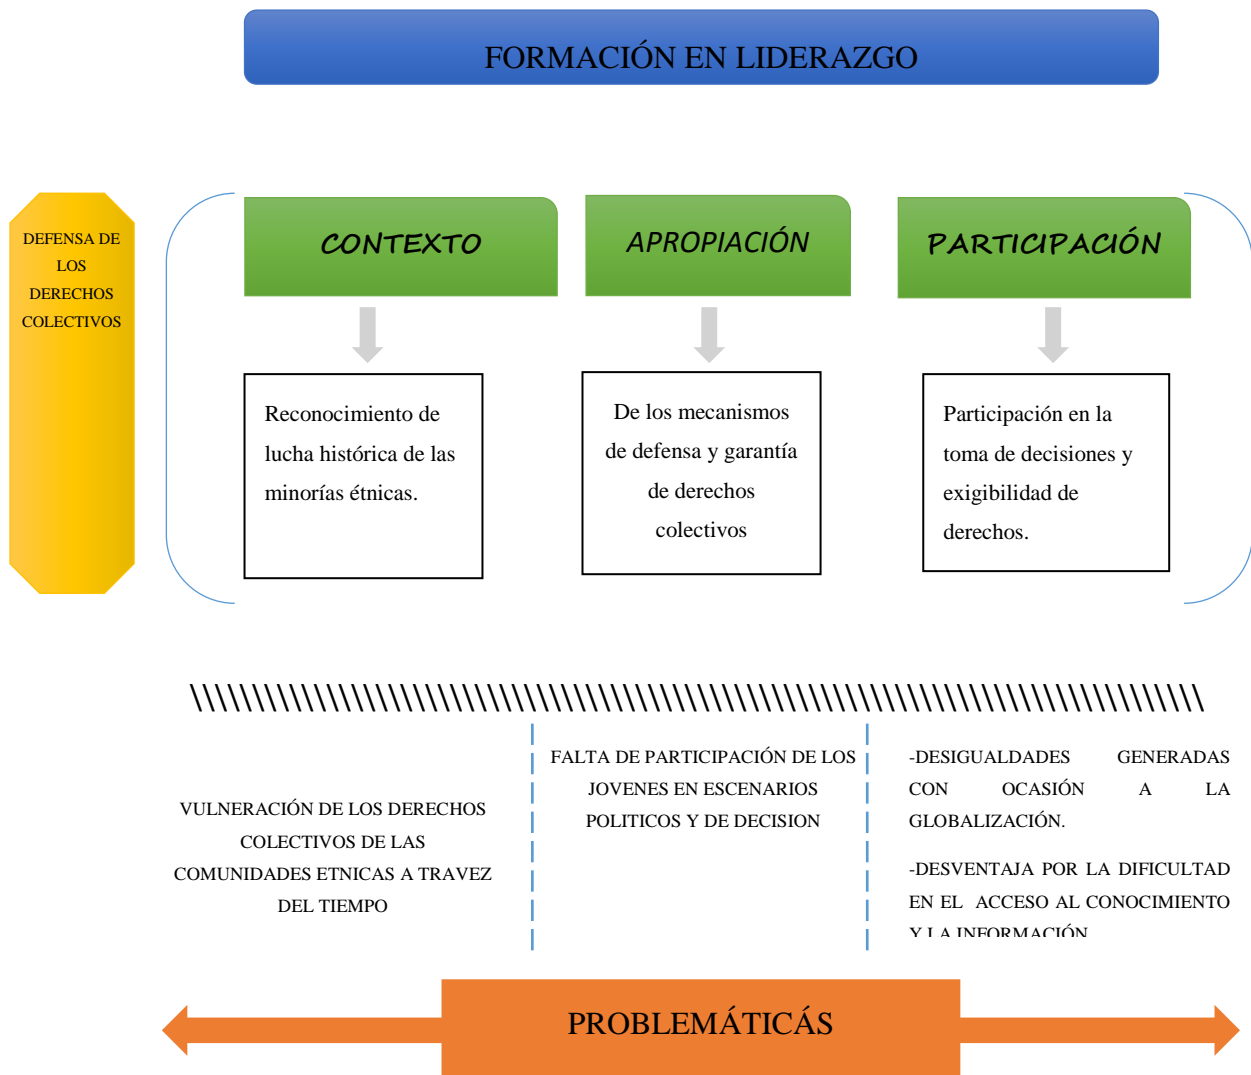 FORMACIÓN EN LIDERAZGO
DEFENSA DE
LOS
DERECHOS
COLECTIVOS
CONTEXTO
APROPIACIÓN
PARTICIPACIÓN
Reconocimiento de
lucha histórica de las
minorías étnicas.
De los mecanismos
de defensa y garantía
de derechos
colectivos
Participación en la
toma de decisiones y
exigibilidad de
derechos.
\\\\\\\\\\\\\\\\\\\\\\\\\\\\\\\\\\\\\\\\\\\\\\\\\\\\\\\\\\\\\\\\\\\\\\\\\\\\\\\\\\
VULNERACIÓN DE LOS DERECHOS
COLECTIVOS DE LAS
COMUNIDADES ETNICAS A TRAVEZ
DEL TIEMPO
FALTA DE PARTICIPACIÓN DE LOS
JOVENES EN ESCENARIOS
POLITICOS Y DE DECISION
-DESIGUALDADES GENERADAS
CON OCASIÓN A LA
GLOBALIZACIÓN.
-DESVENTAJA POR LA DIFICULTAD
EN EL ACCESO AL CONOCIMIENTO
Y LA INFORMACIÓN
PROBLEMÁTICÁS